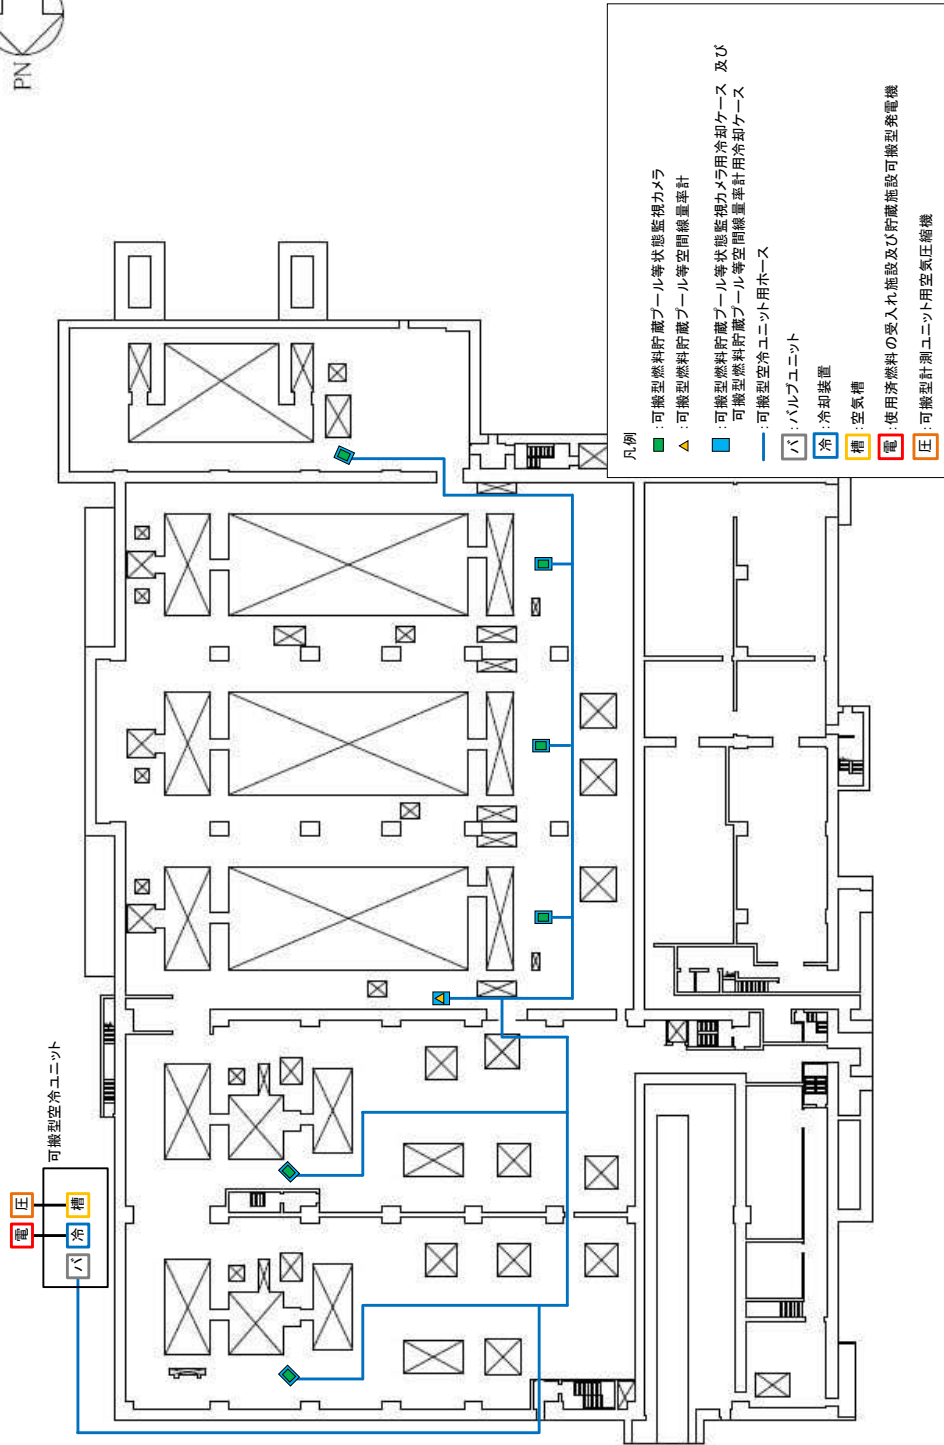 PN
可搬型空冷ユニット
圧
電
槽
冷
バ
凡例
:可搬型燃料貯蔵プール等状態監視カメラ
:可搬型燃料貯蔵プール等空間線量率計
:可搬型燃料貯蔵プール等状態監視カメラ用冷却ケース 及び
可搬型燃料貯蔵プール等空間線量率計用冷却ケース
:可搬型空冷ユニット用ホース
バ:バルブユニット
冷:冷却装置
槽:空気槽
電:使用済燃料の受入れ施設及び貯蔵施設可搬型発電機
圧:可搬型計測ユニット用空気圧縮機